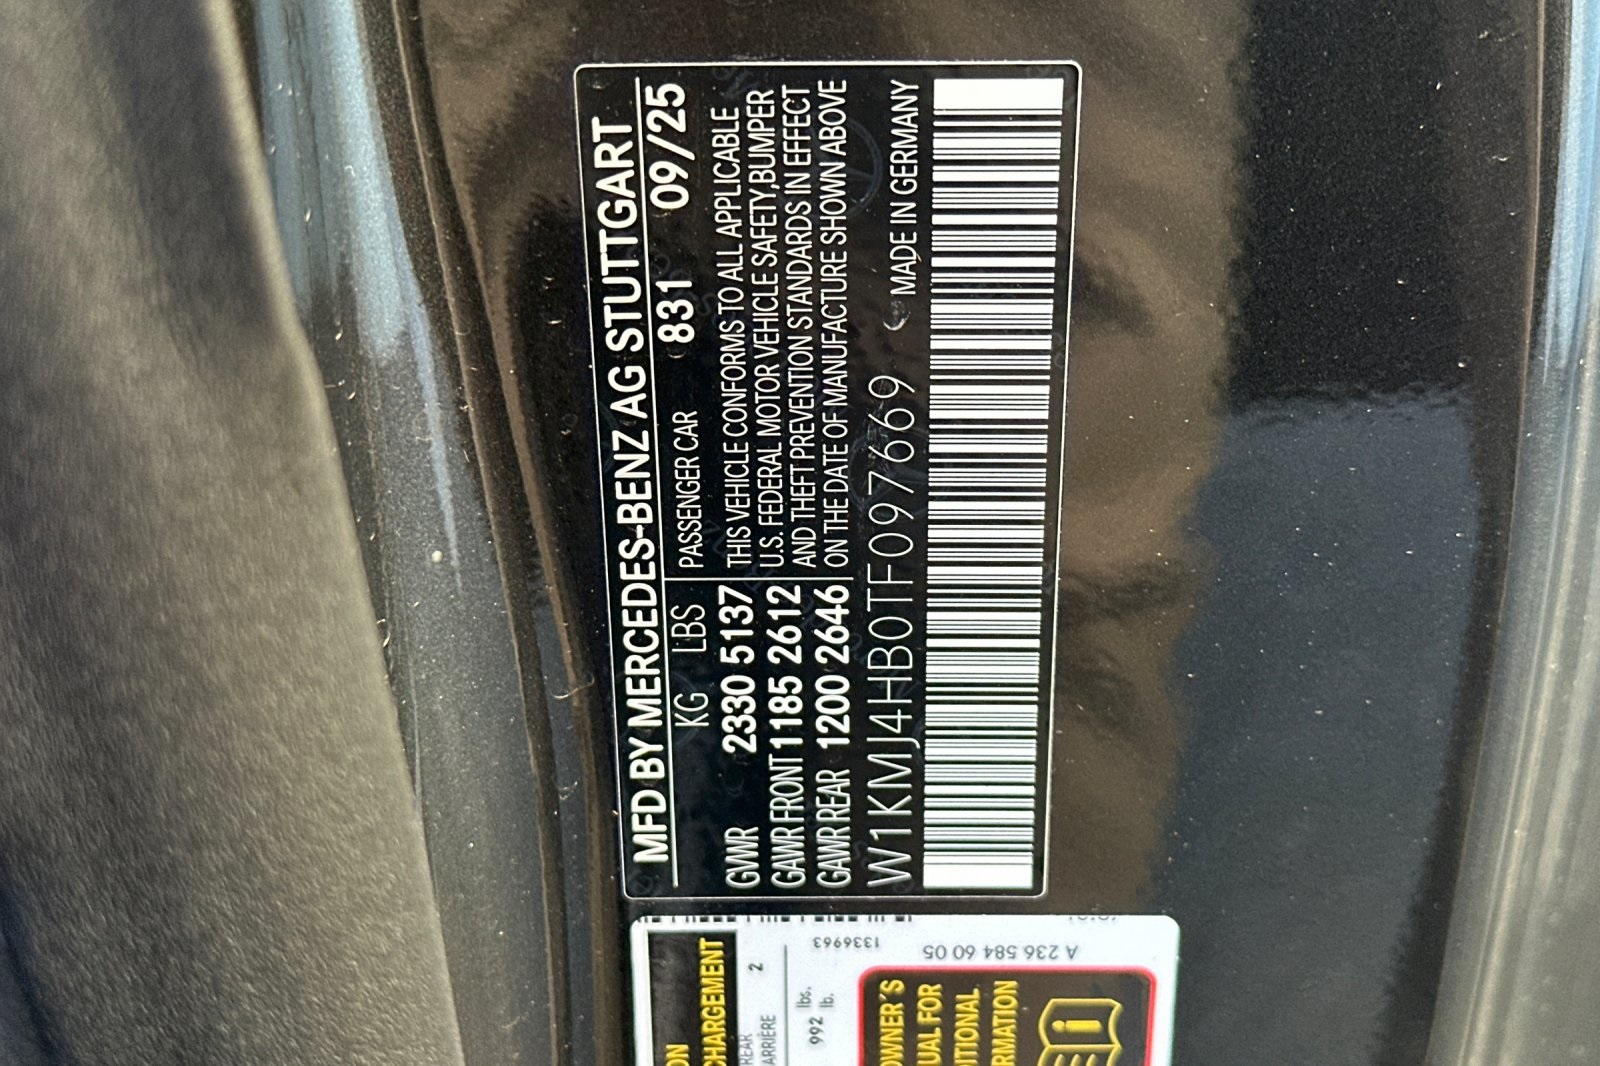 MFD BY MERCEDES-BENZ AG STUTTGART
KG LBS PASSENGER CAR 831 09/25
GVWR 2330 5137
GAWR FRONT 1185 2612
GAWR REAR 1200 2646
THIS VEHICLE CONFORMS TO ALL APPLICABLE
U.S. FEDERAL MOTOR VEHICLE SAFETY,BUMPER
AND THEFT PREVENTION STANDARDS IN EFFECT
ON THE DATE OF MANUFACTURE SHOWN ABOVE
W1KMJ4HB0TF097669 MADE IN GERMANY
ON
CHARGEMENT
REAR 2
ARRIÈRE
992 lbs.
lb.
1336963
A 236 584 60 05
OWNER'S
UAL FOR
UTIONAL
RMATION